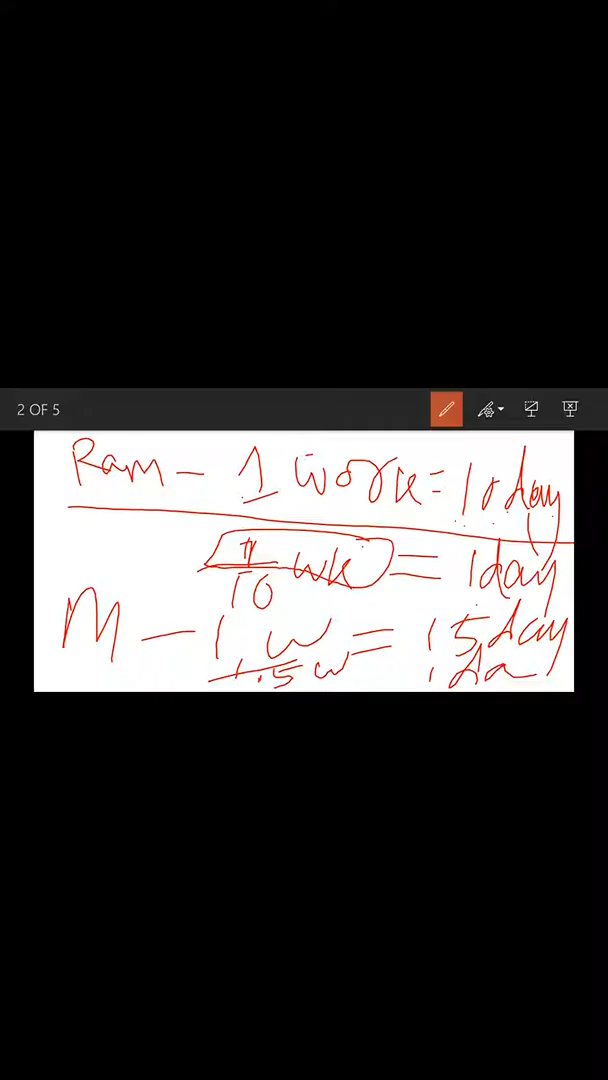 2 OF 5
Ram - 1 work = 10 day
1/10 wk = 1 day
M - 1 w = 15 day
1/15 w 1 da